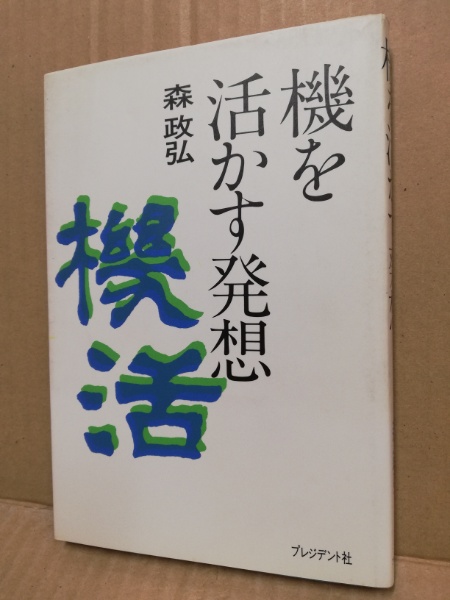 機を
活かす発想
森 政弘
機
活
プレジデント社